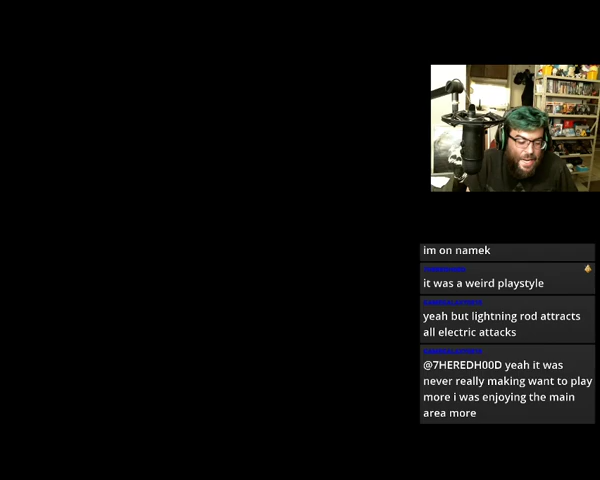 im on namek
it was a weird playstyle
yeah but lightning rod attracts
all electric attacks
@7HEREDH00D yeah it was
never really making want to play
more i was enjoying the main
area more